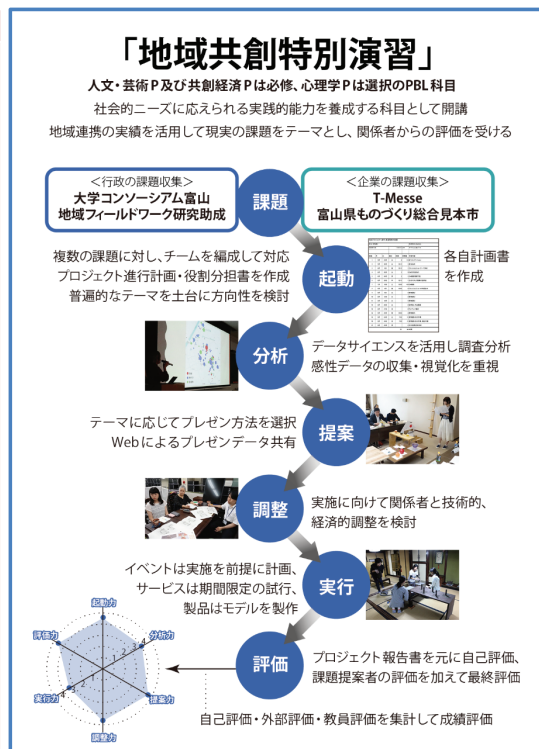 「地域共創特別演習」
人文・芸術P及び共創経済Pは必修、心理学Pは選択のPBL科目
社会的ニーズに応えられる実践的能力を養成する科目として開講
地域連携の実績を活用して現実の課題をテーマとし、関係者からの評価を受ける
＜行政の課題収集＞
大学コンソーシアム富山
地域フィールドワーク研究助成
課題
＜企業の課題収集＞
T-Messe
富山県ものづくり総合見本市
複数の課題に対し、チームを編成して対応
プロジェクト進行計画・役割分担書を作成
普遍的なテーマを土台に方向性を検討
起動
各自計画書
を作成
分析
データサイエンスを活用し調査分析
感性データの収集・視覚化を重視
テーマに応じてプレゼン方法を選択
Webによるプレゼンデータ共有
提案
調整
実施に向けて関係者と技術的、
経済的調整を検討
イベントは実施を前提に計画、
サービスは期間限定の試行、
製品はモデルを製作
実行
評価
プロジェクト報告書を元に自己評価、
課題提案者の評価を加えて最終評価
起動力
評価力
分析力
1 2 3 4
4 3 2 1
実行力
提案力
調整力
自己評価・外部評価・教員評価を集計して成績評価